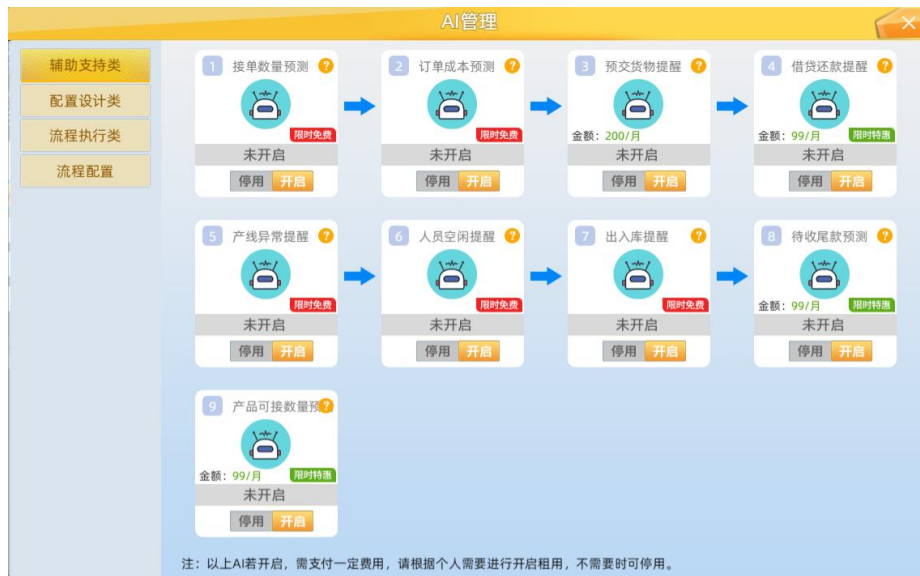 AI管理
辅助支持类
配置设计类
流程执行类
流程配置
1 接单数量预测 ?
限时免费
未开启
停用 开启
2 订单成本预测 ?
限时免费
未开启
停用 开启
3 预交货物提醒 ?
金额：200/月
未开启
停用 开启
4 借贷还款提醒 ?
金额：99/月 限时特惠
未开启
停用 开启
5 产线异常提醒 ?
限时免费
未开启
停用 开启
6 人员空闲提醒 ?
限时免费
未开启
停用 开启
7 出入库提醒 ?
限时免费
未开启
停用 开启
8 待收尾款预测 ?
金额：99/月 限时特惠
未开启
停用 开启
9 产品可接数量预 ?
金额：99/月 限时特惠
未开启
停用 开启
注：以上AI若开启，需支付一定费用，请根据个人需要进行开启租用，不需要时可停用。